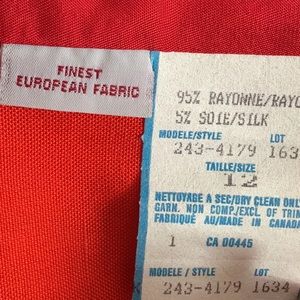 FINEST
EUROPEAN FABRIC
95% RAYONNE/RAYO
5% SOIE/SILK
MODELE/STYLE LOT
243-4179 1634
TAILLE/SIZE
12
NETTOYAGE A SEC/DRY CLEAN ONL
GARN. NON COMP./EXCL OF TRIM
FABRIQUE AU/MADE IN CANADA
1 CA 00445
MODELE / STYLE LOT
243-4179 1634